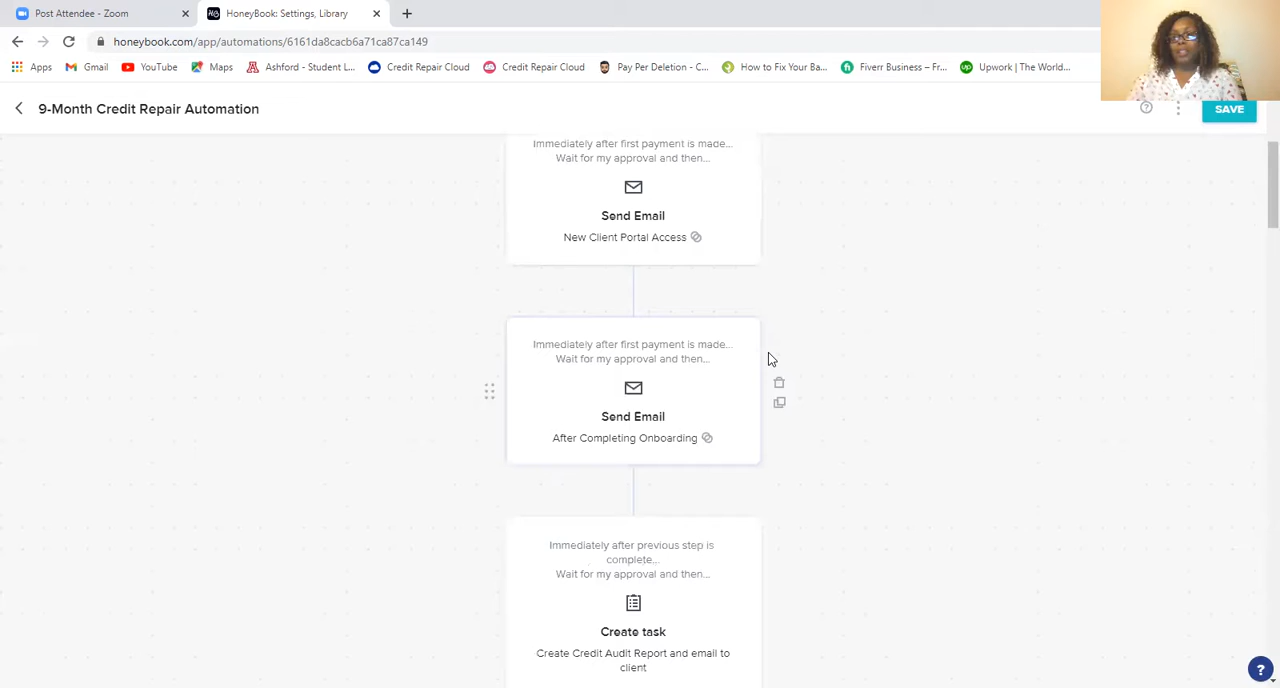 Post Attendee - Zoom
HoneyBook: Settings, Library
honeybook.com/app/automations/6161da8cacb6a71ca87ca149
Apps
Gmail
YouTube
Maps
Ashford - Student L...
Credit Repair Cloud
Credit Repair Cloud
Pay Per Deletion - C...
How to Fix Your Ba...
Fiverr Business – Fr...
Upwork | The World...
9-Month Credit Repair Automation
SAVE
Immediately after first payment is made...
Wait for my approval and then...
Send Email
New Client Portal Access
Immediately after first payment is made...
Wait for my approval and then...
Send Email
After Completing Onboarding
Immediately after previous step is
complete...
Wait for my approval and then...
Create task
Create Credit Audit Report and email to
client